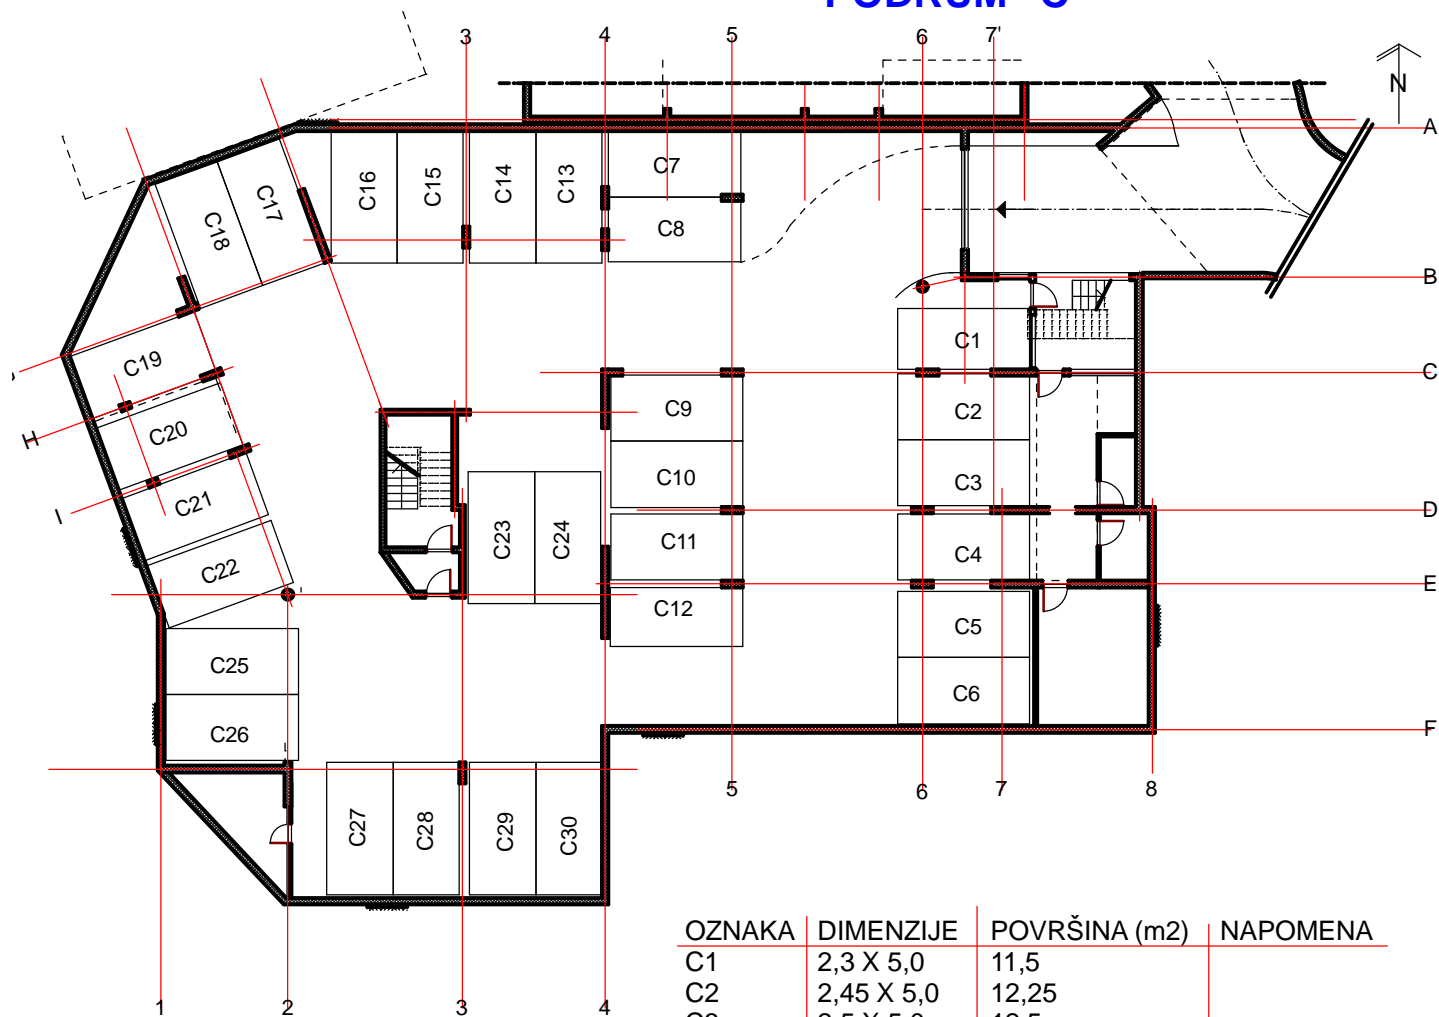 3 4 5 6 7'
N
A
C7
C16 C15 C14 C13
C17
C18
C8
B
C1
C19
C
C9
C2
C20
H
C10
C3
C21
I
D
C23 C24
C11
C4
C22
E
C12
C5
C25
C6
C26
F
5 6 7 8
C27 C28 C29 C30
OZNAKA DIMENZIJE POVRŠINA (m2) NAPOMENA
C1 2,3 X 5,0 11,5
C2 2,45 X 5,0 12,25
1 2 3 4